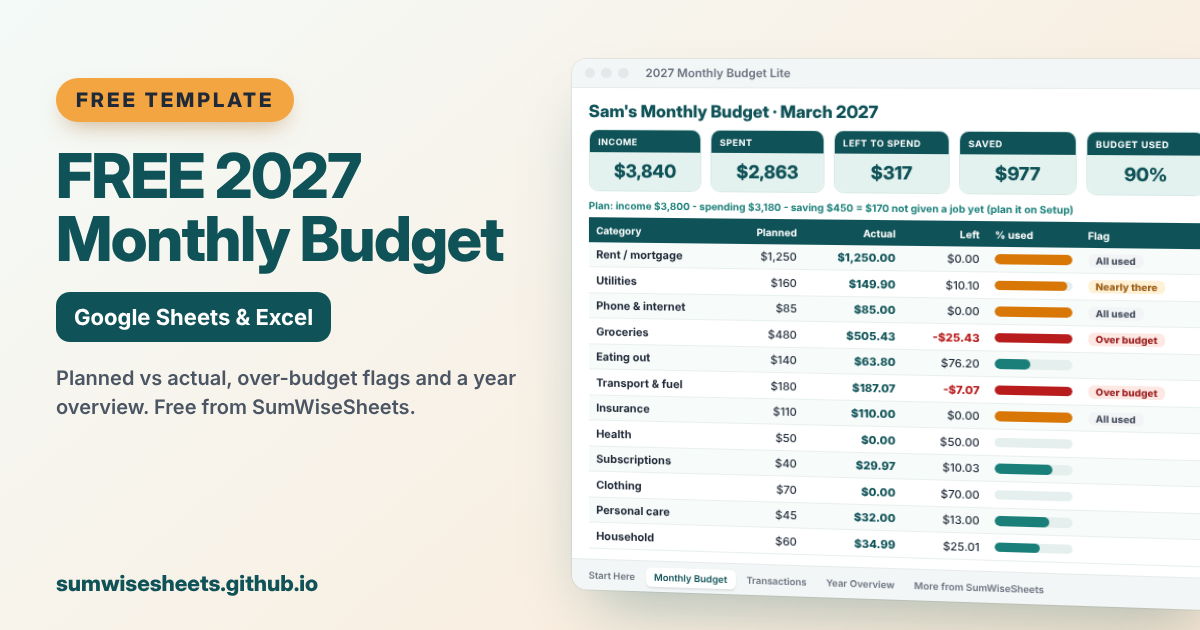 FREE TEMPLATE
FREE 2027
Monthly Budget
Google Sheets & Excel
Planned vs actual, over-budget flags and a year
overview. Free from SumWiseSheets.
sumwisesheets.github.io
2027 Monthly Budget Lite
Sam's Monthly Budget · March 2027
INCOME SPENT LEFT TO SPEND SAVED BUDGET USED
$3,840 $2,863 $317 $977 90%
Plan: income $3,800 - spending $3,180 - saving $450 = $170 not given a job yet (plan it on Setup)
Category Planned Actual Left % used Flag
Rent / mortgage $1,250 $1,250.00 $0.00 All used
Utilities $160 $149.90 $10.10 Nearly there
Phone & internet $85 $85.00 $0.00 All used
Groceries $480 $505.43 -$25.43 Over budget
Eating out $140 $63.80 $76.20
Transport & fuel $180 $187.07 -$7.07 Over budget
Insurance $110 $110.00 $0.00 All used
Health $50 $0.00 $50.00
Subscriptions $40 $29.97 $10.03
Clothing $70 $0.00 $70.00
Personal care $45 $32.00 $13.00
Household $60 $34.99 $25.01
Start Here Monthly Budget Transactions Year Overview More from SumWiseSheets